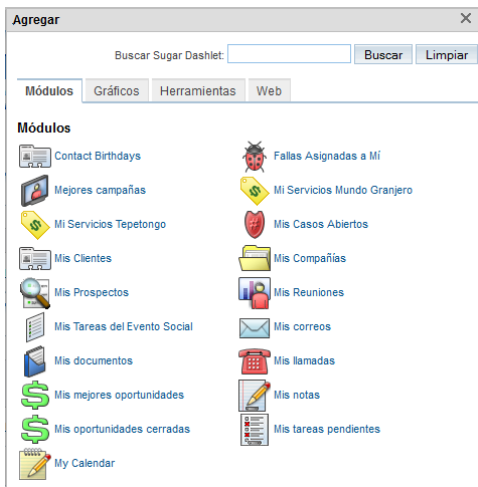 Agregar
Buscar Sugar Dashlet: Buscar Limpiar
Módulos Gráficos Herramientas Web
Módulos
Contact Birthdays Fallas Asignadas a Mí
Mejores campañas Mi Servicios Mundo Granjero
Mi Servicios Tepetongo Mis Casos Abiertos
Mis Clientes Mis Compañías
Mis Prospectos Mis Reuniones
Mis Tareas del Evento Social Mis correos
Mis documentos Mis llamadas
Mis mejores oportunidades Mis notas
Mis oportunidades cerradas Mis tareas pendientes
My Calendar